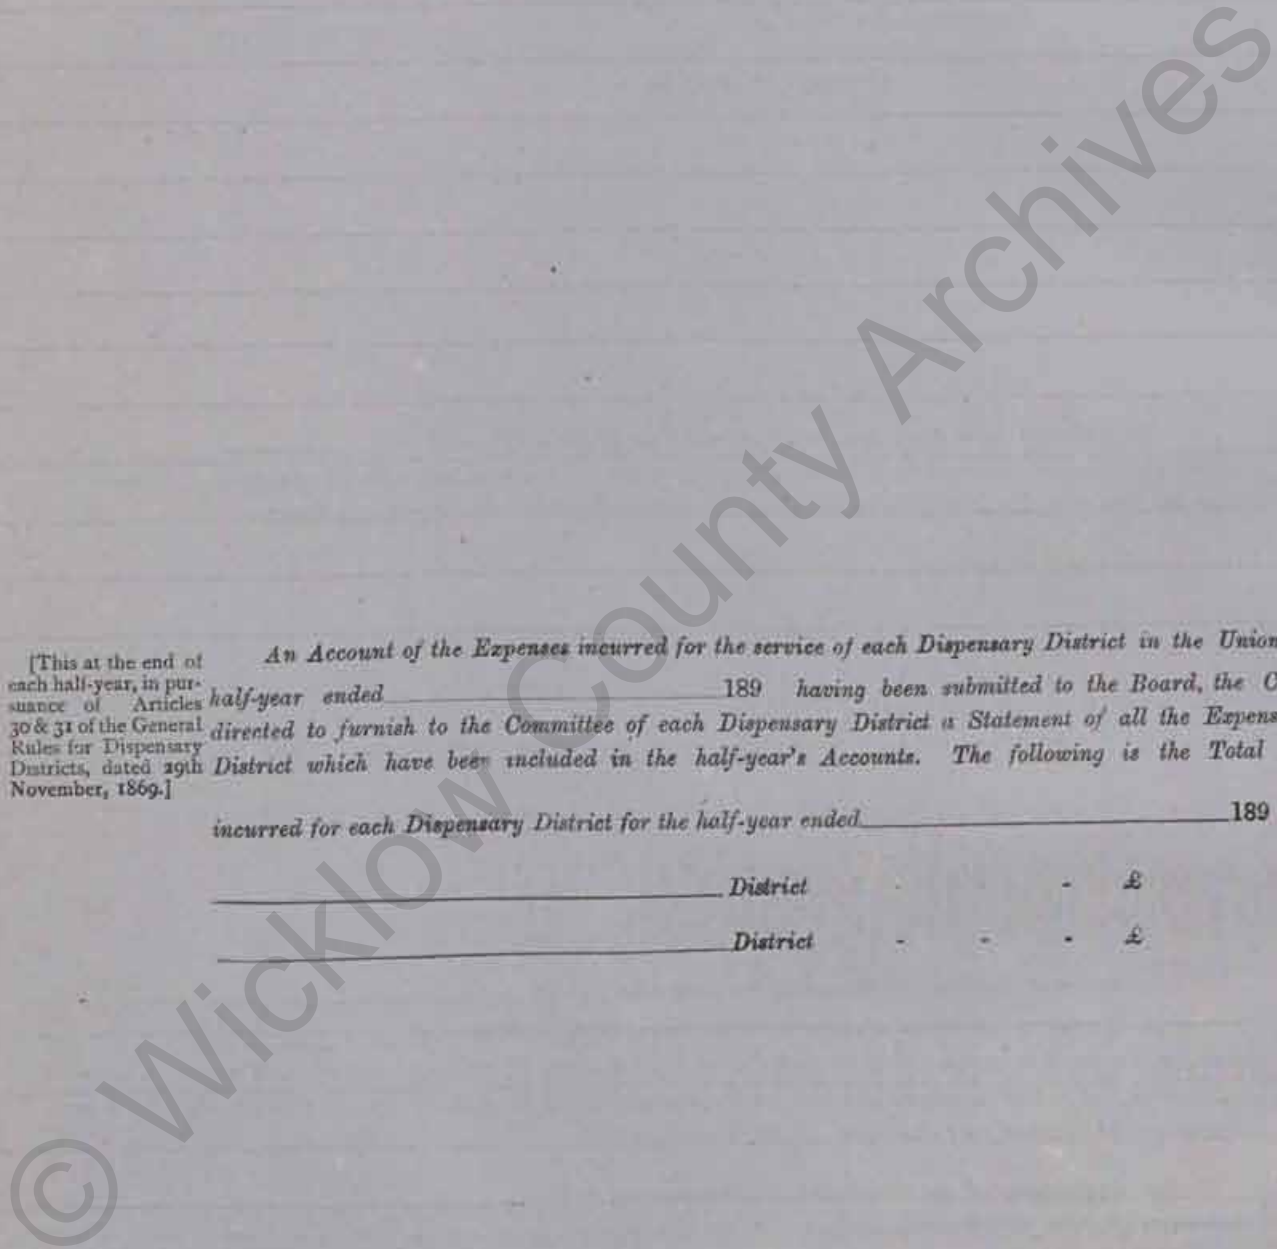 [This at the end of
each half-year, in pur-
suance of Articles
30 & 31 of the General
Rules for Dispensary
Districts, dated 29th
November, 1869.]
An Account of the Expenses incurred for the service of each Dispensary District in the Union
half-year ended 189 having been submitted to the Board, the C
directed to furnish to the Committee of each Dispensary District a Statement of all the Expens
District which have been included in the half-year's Accounts. The following is the Total
incurred for each Dispensary District for the half-year ended 189
District - - £
District - - - £
© Wicklow County Archives